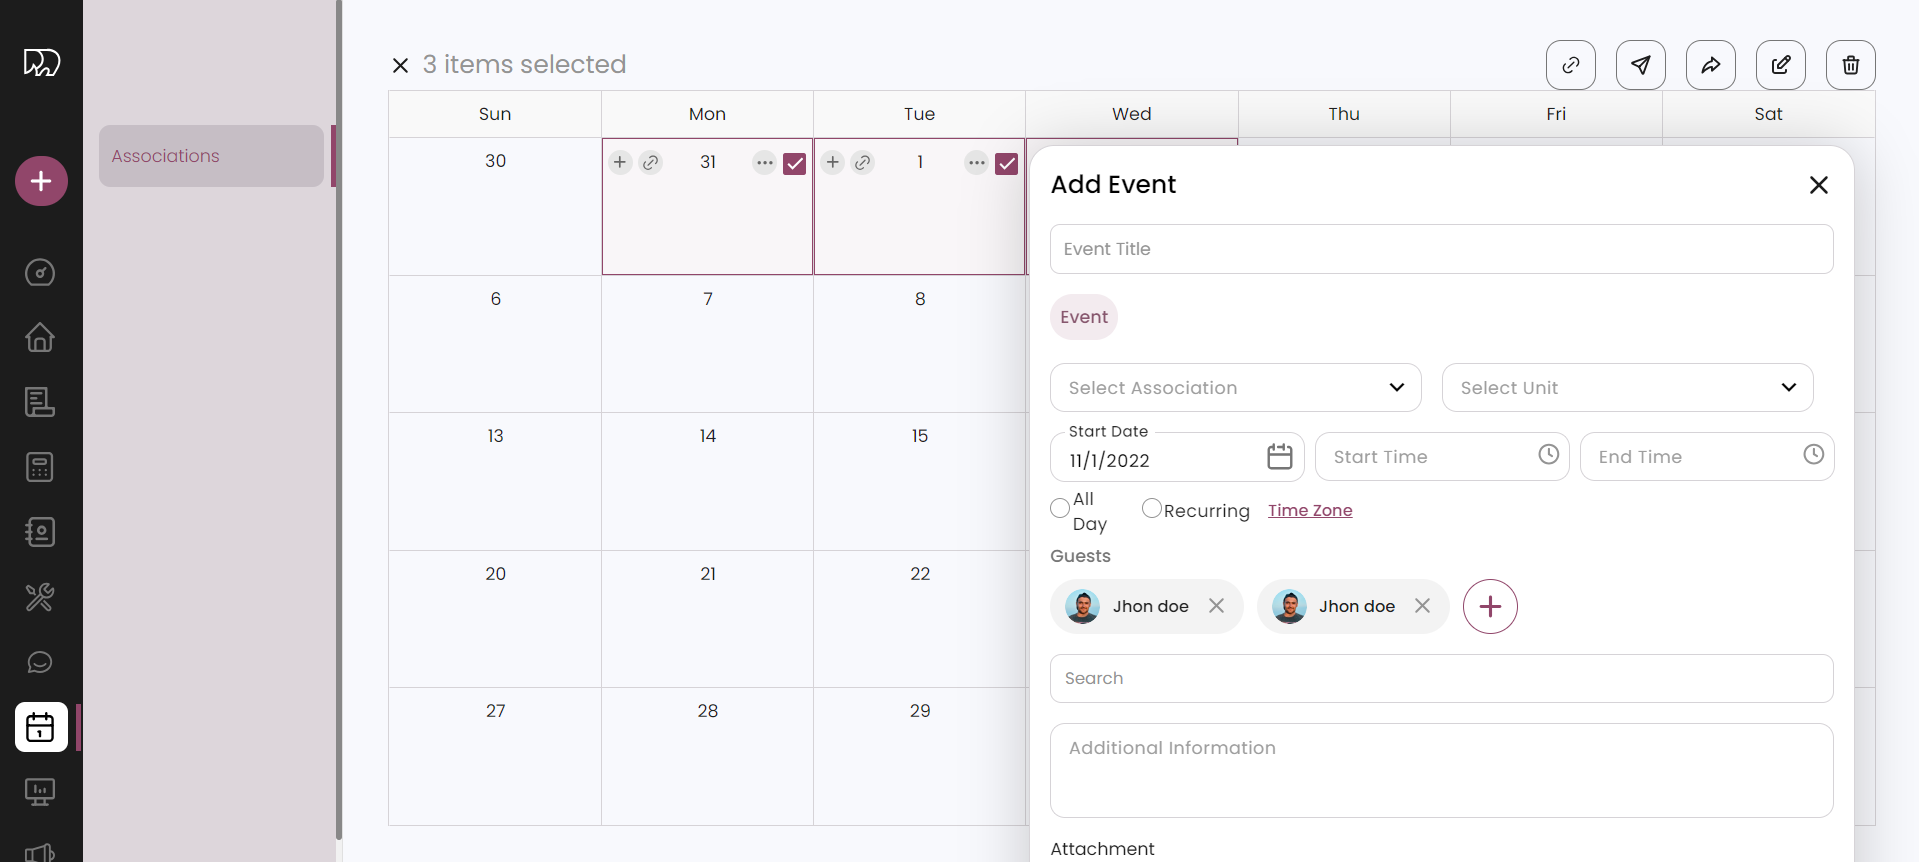 3 items selected
Associations
Sun Mon Tue Wed Thu Fri Sat
30 31 1
6 7 8
13 14 15
20 21 22
27 28 29
Add Event
Event Title
Event
Select Association Select Unit
Start Date
11/1/2022 Start Time End Time
All Day Recurring Time Zone
Guests
Jhon doe Jhon doe
Search
Additional Information
Attachment
1